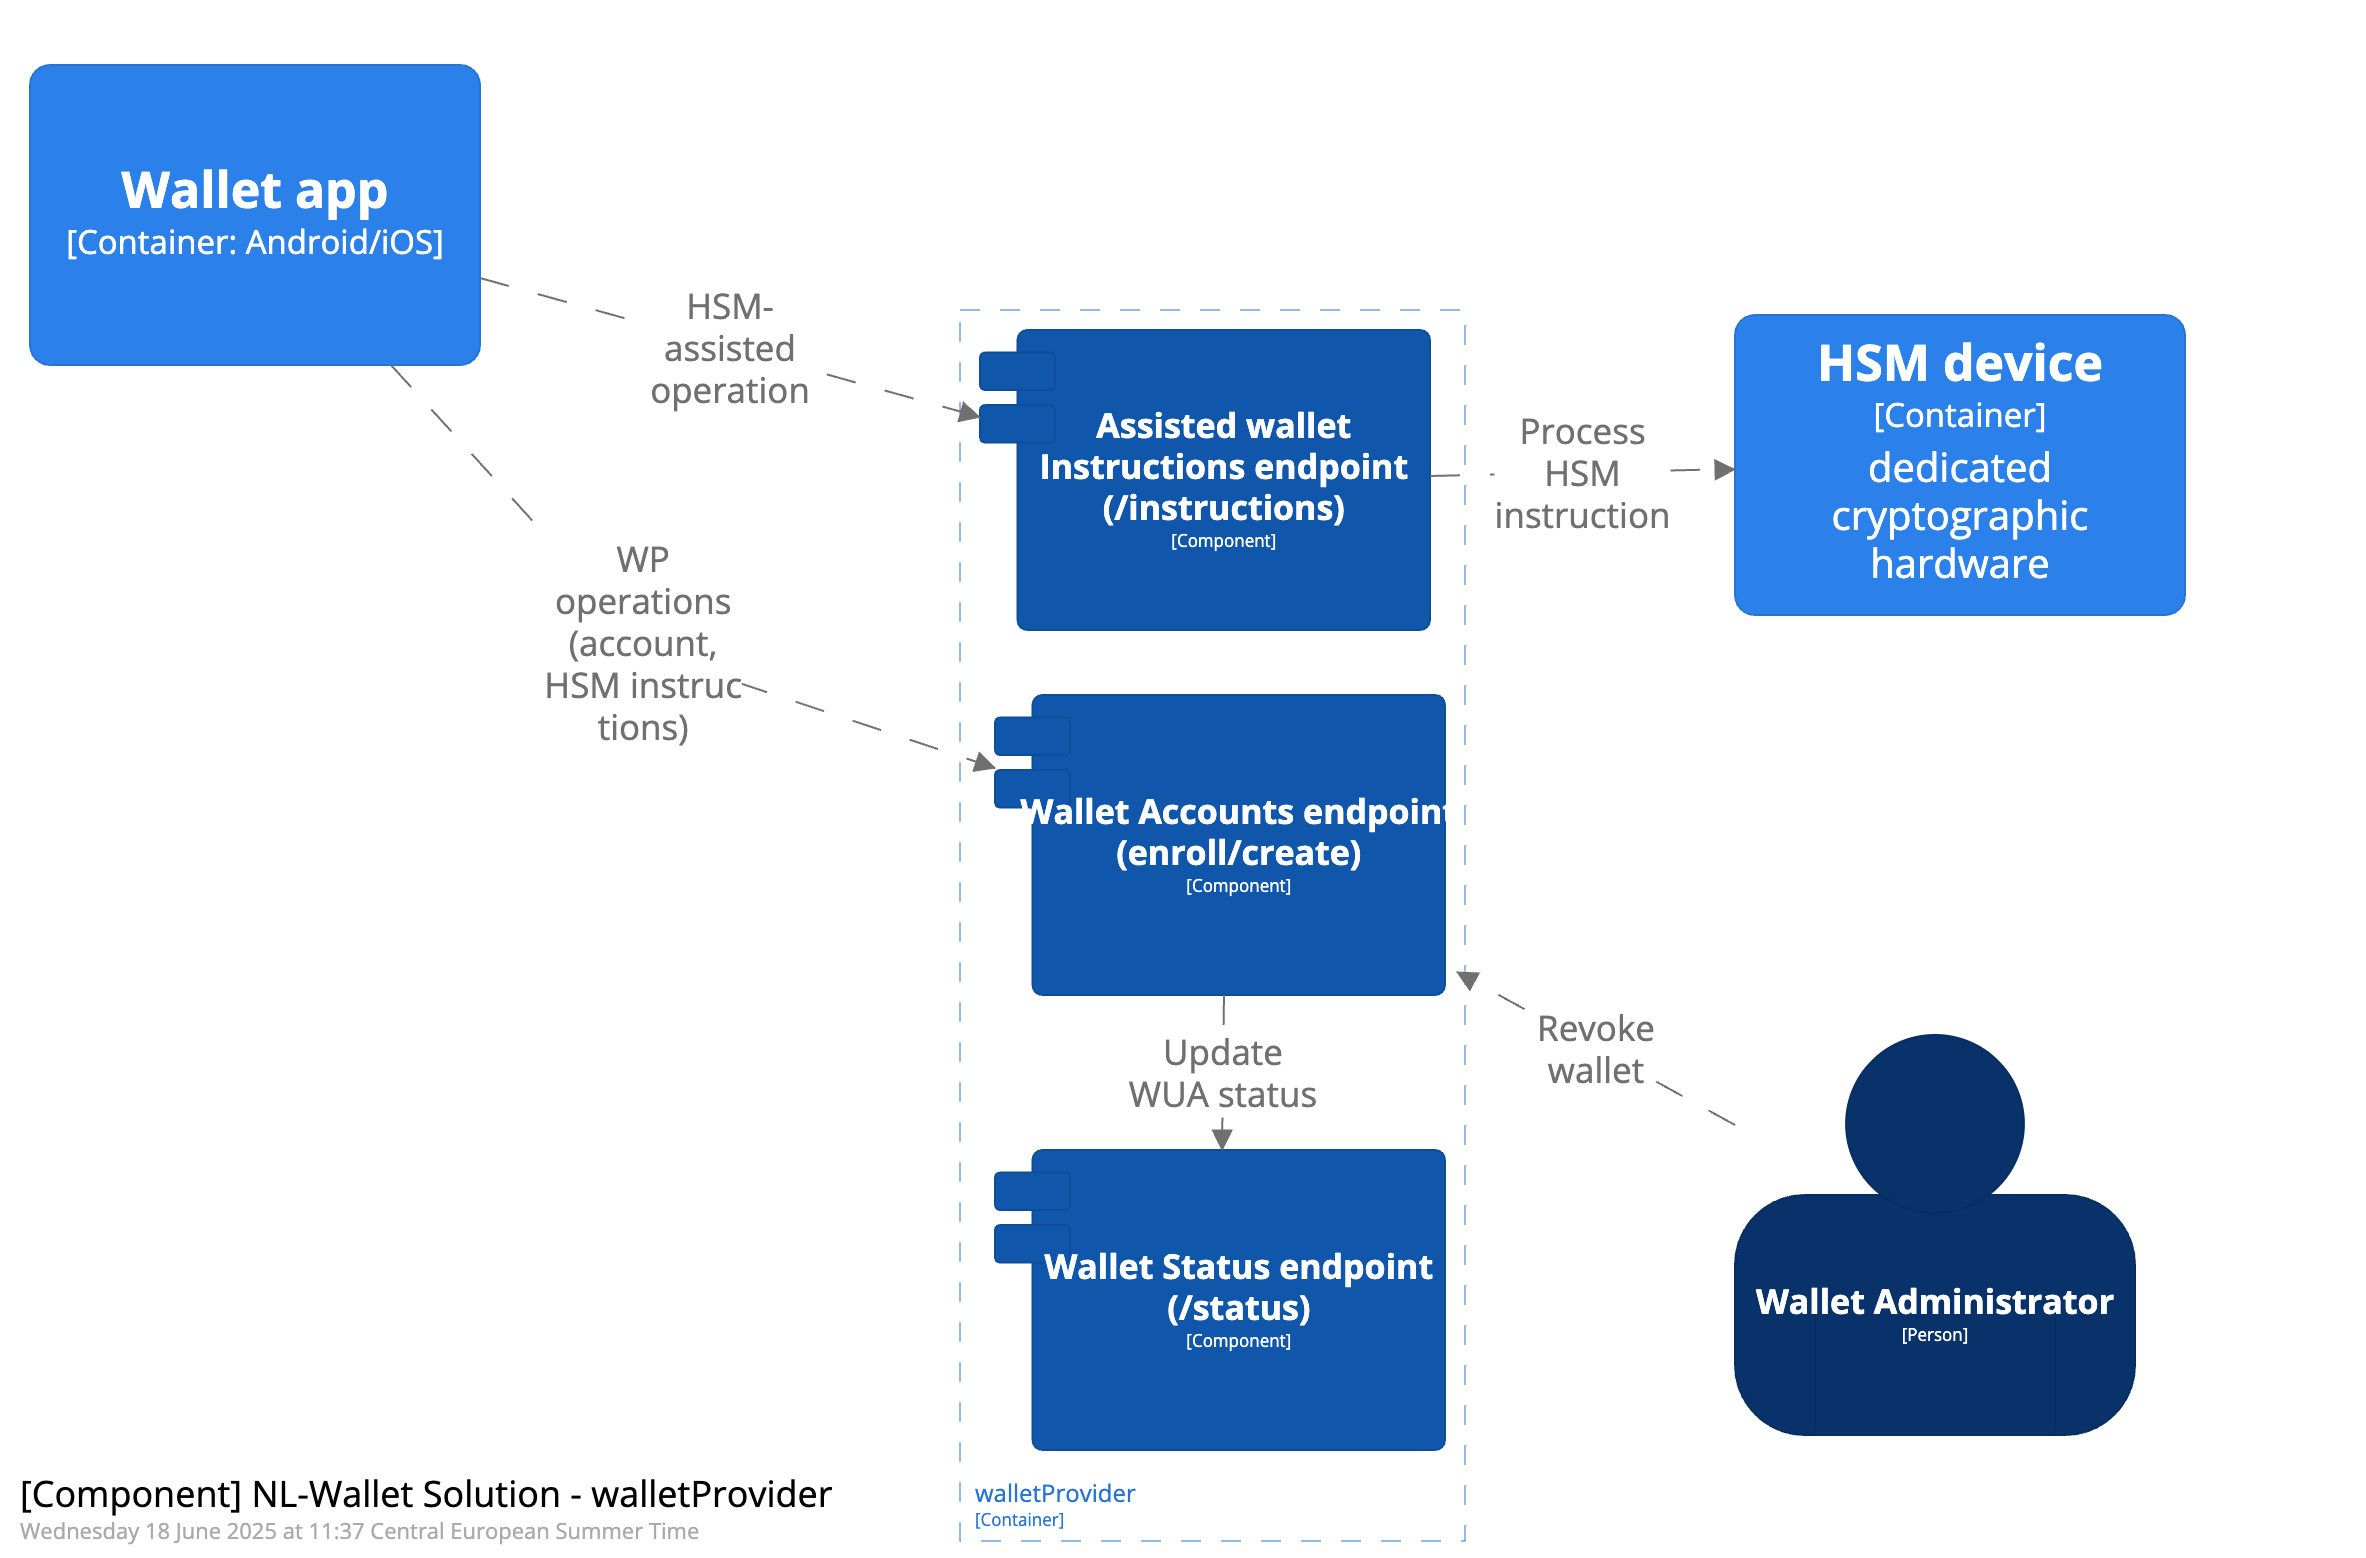 Wallet app
[Container: Android/iOS]
HSM-
assisted
operation
WP
operations
(account,
HSM instruc
tions)
Assisted wallet
Instructions endpoint
(/instructions)
[Component]
Process
HSM
instruction
HSM device
[Container]
dedicated
cryptographic
hardware
Wallet Accounts endpoint
(enroll/create)
[Component]
Update
WUA status
Revoke
wallet
Wallet Status endpoint
(/status)
[Component]
Wallet Administrator
[Person]
walletProvider
[Container]
[Component] NL-Wallet Solution - walletProvider
Wednesday 18 June 2025 at 11:37 Central European Summer Time